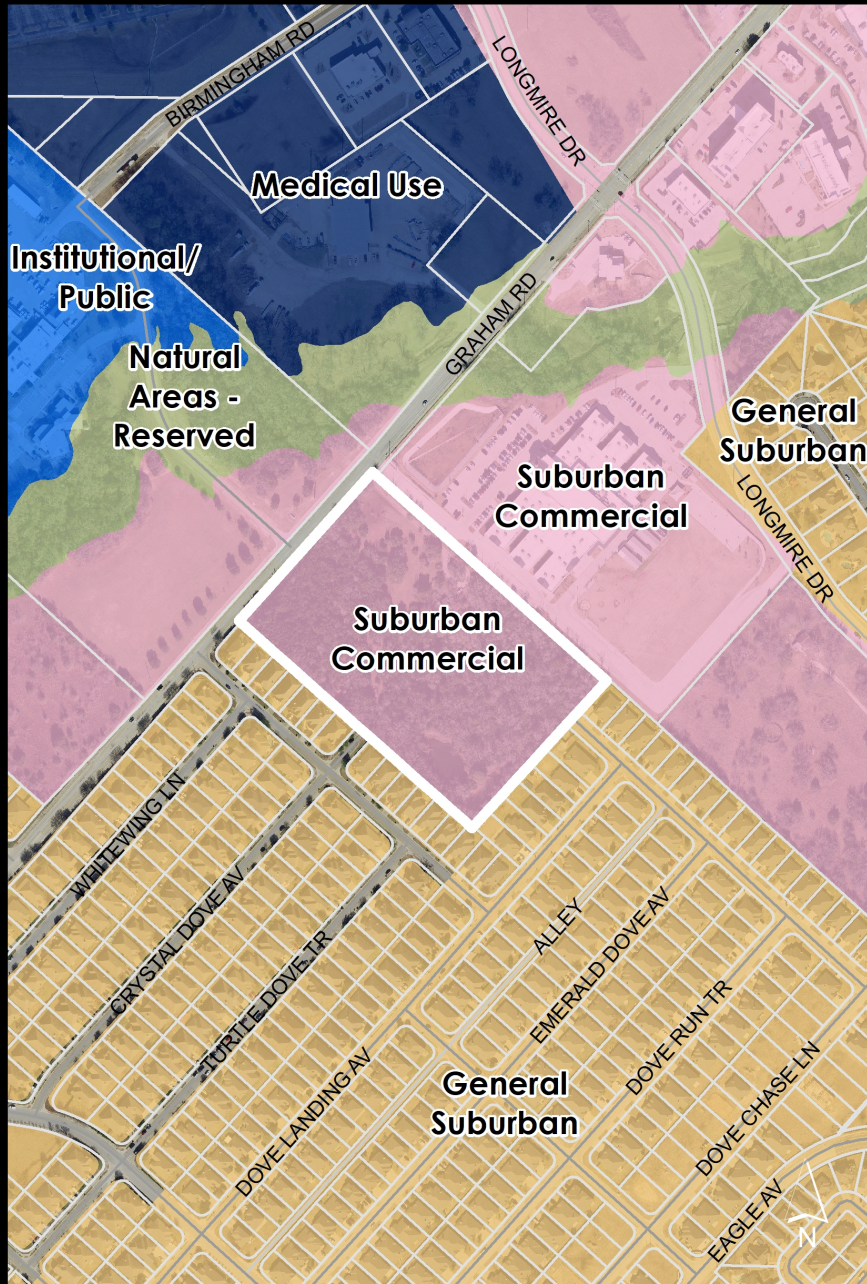 BIRMINGHAM RD
LONGMIRE DR
Medical Use
Institutional/
Public
GRAHAM RD
Natural
Areas -
Reserved
General
Suburban
Suburban
Commercial
LONGMIRE DR
Suburban
Commercial
WHITEWING LN
CRYSTAL DOVE AV
TURTLE DOVE TR
ALLEY
EMERALD DOVE AV
DOVE RUN TR
DOVE LANDING AV
General
Suburban
DOVE CHASE LN
EAGLE AV
N